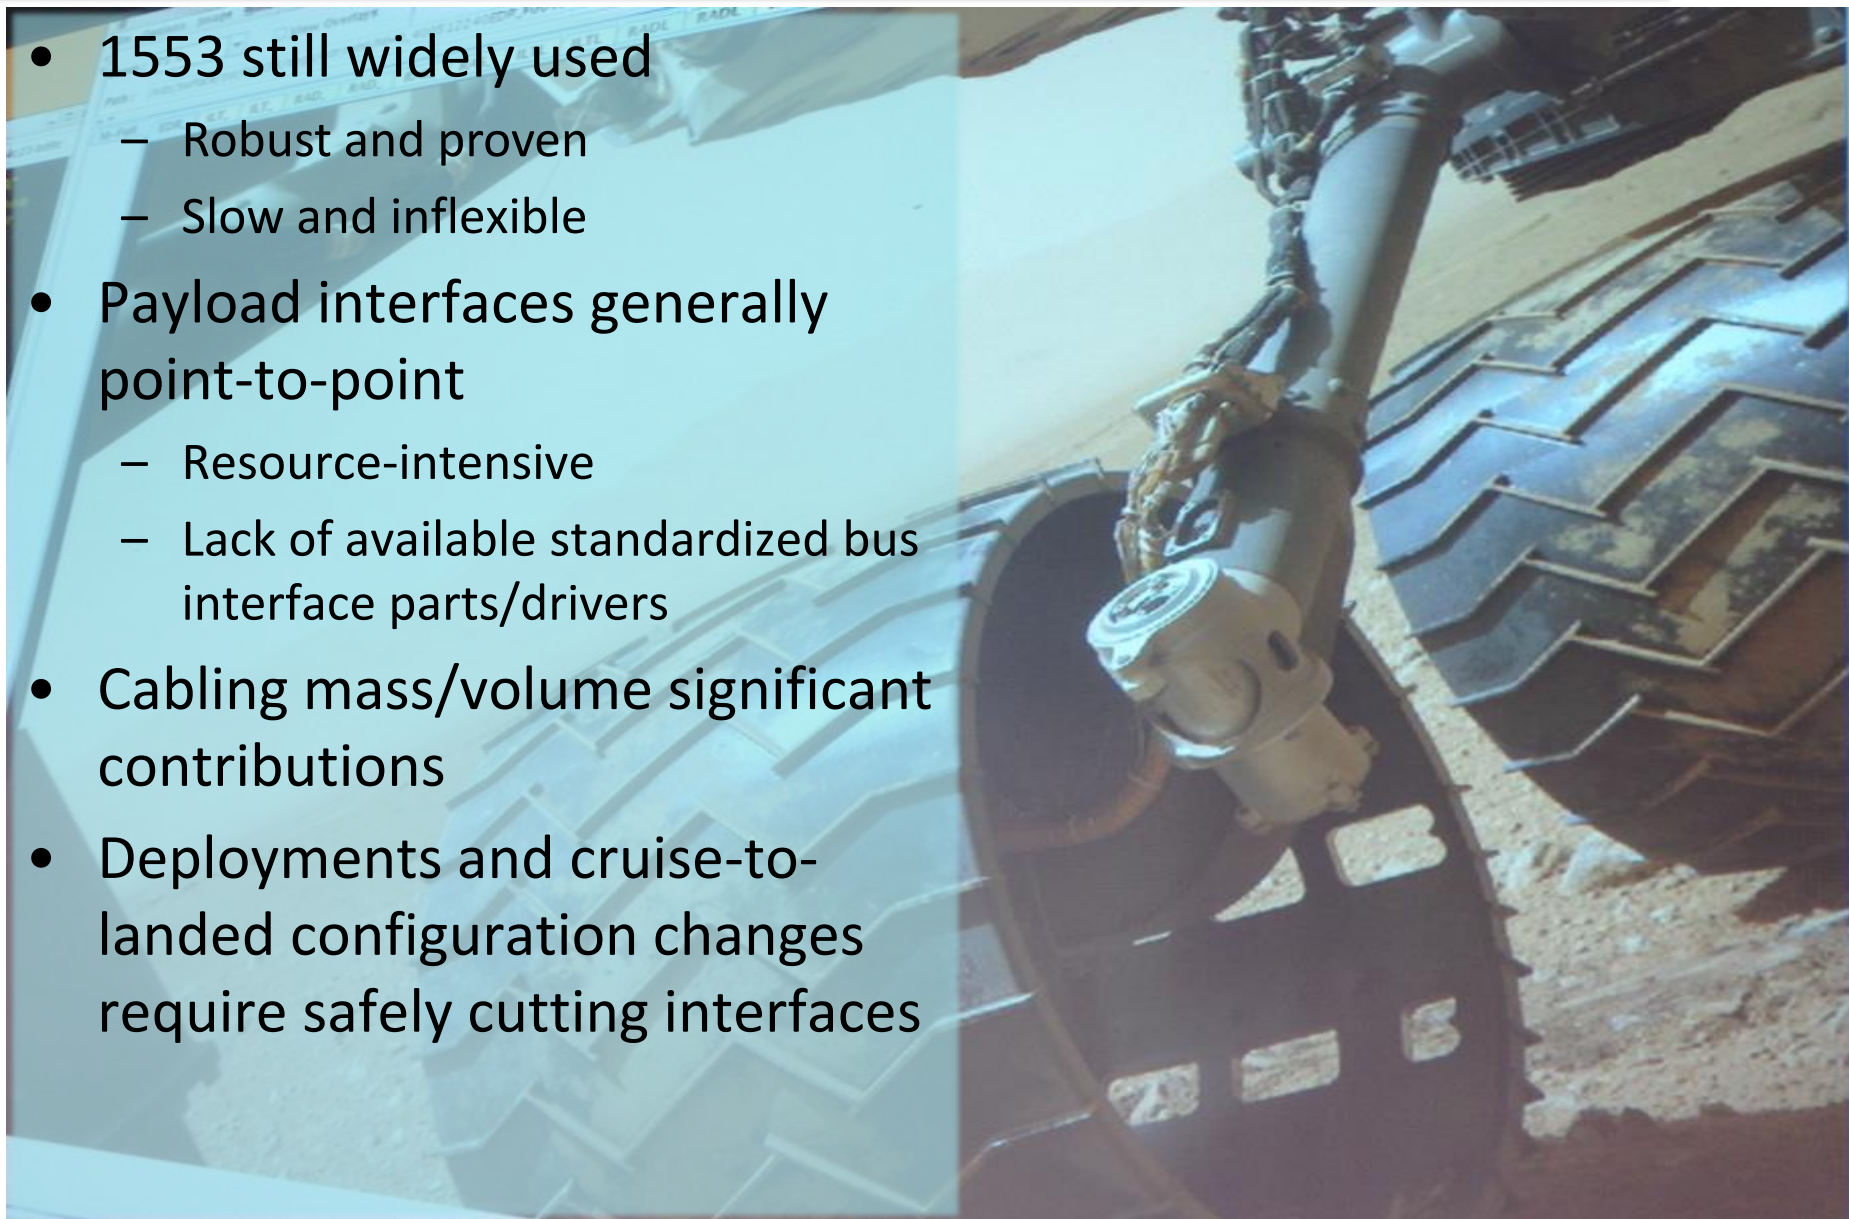 • 1553 still widely used
– Robust and proven
– Slow and inflexible
• Payload interfaces generally
point-to-point
– Resource-intensive
– Lack of available standardized bus
interface parts/drivers
• Cabling mass/volume significant
contributions
• Deployments and cruise-to-
landed configuration changes
require safely cutting interfaces
RADL
RADL